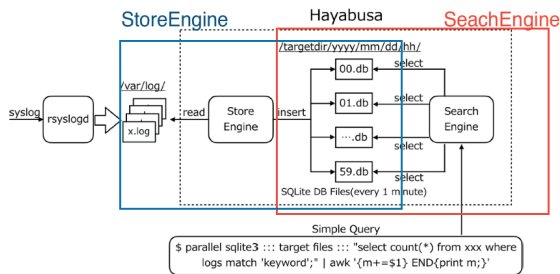 StoreEngine
Hayabusa
SeachEngine
/targetdir/yyyy/mm/dd/hh/
/var/log/
00.db
select
syslog
rsyslogd
x.log
read
Store
Engine
insert
01.db
select
Search
Engine
....db
select
59.db
select
SQLite DB Files(every 1 minute)
Simple Query
$ parallel sqlite3 ::: target files ::: "select count(*) from xxx where
logs match 'keyword';" | awk '{m+=$1} END{print m;}'